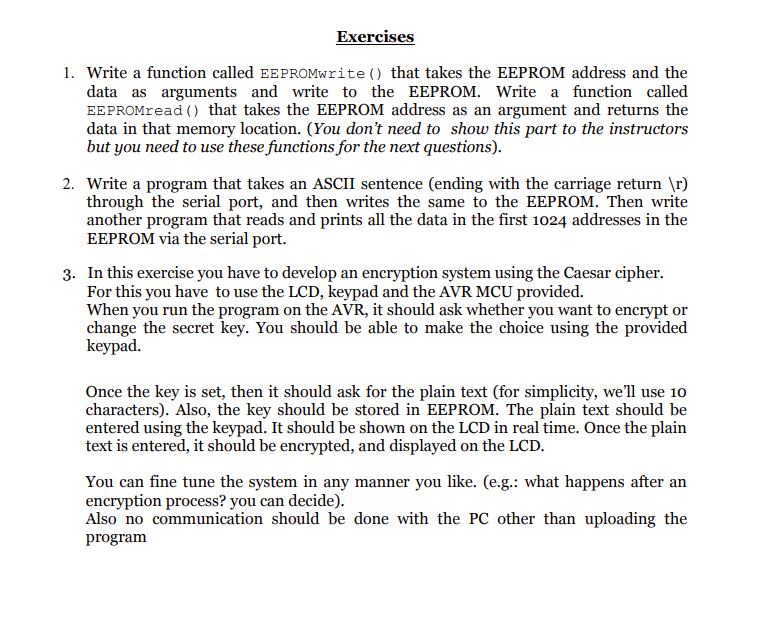 Exercises
1. Write a function called EEPROMwrite() that takes the EEPROM address and the
data as arguments and write to the EEPROM. Write a function called
EEPROMread() that takes the EEPROM address as an argument and returns the
data in that memory location. (You don't need to show this part to the instructors
but you need to use these functions for the next questions).
2. Write a program that takes an ASCII sentence (ending with the carriage return \r)
through the serial port, and then writes the same to the EEPROM. Then write
another program that reads and prints all the data in the first 1024 addresses in the
EEPROM via the serial port.
3. In this exercise you have to develop an encryption system using the Caesar cipher.
For this you have to use the LCD, keypad and the AVR MCU provided.
When you run the program on the AVR, it should ask whether you want to encrypt or
change the secret key. You should be able to make the choice using the provided
keypad.
Once the key is set, then it should ask for the plain text (for simplicity, we'll use 10
characters). Also, the key should be stored in EEPROM. The plain text should be
entered using the keypad. It should be shown on the LCD in real time. Once the plain
text is entered, it should be encrypted, and displayed on the LCD.
You can fine tune the system in any manner you like. (e.g.: what happens after an
encryption process? you can decide).
Also no communication should be done with the PC other than uploading the
program